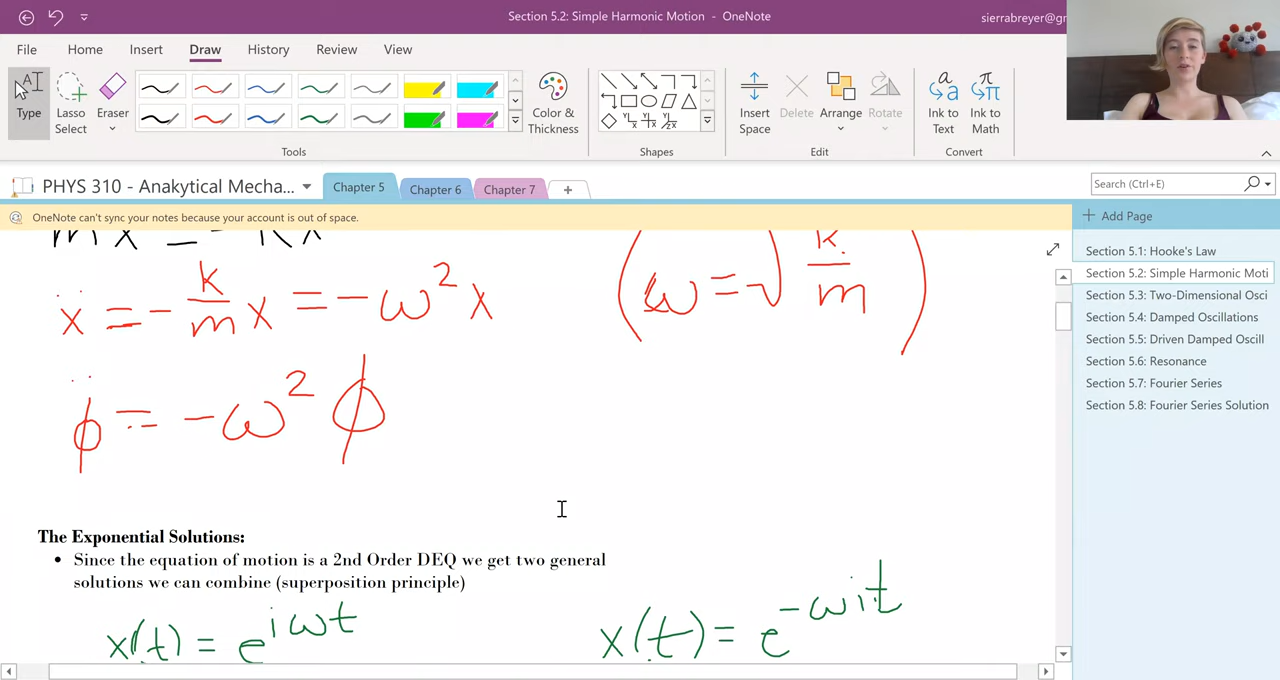 Section 5.2: Simple Harmonic Motion - OneNote
sierrabreyer@gr
File Home Insert Draw History Review View
Type
Lasso Select
Eraser
Color & Thickness
Insert Space
Delete
Arrange
Rotate
Ink to Text
Ink to Math
Tools
Shapes
Edit
Convert
PHYS 310 - Anakytical Mecha...
Chapter 5
Chapter 6
Chapter 7
Search (Ctrl+E)
OneNote can't sync your notes because your account is out of space.
Add Page
Section 5.1: Hooke's Law
Section 5.2: Simple Harmonic Moti
Section 5.3: Two-Dimensional Osci
Section 5.4: Damped Oscillations
Section 5.5: Driven Damped Oscill
Section 5.6: Resonance
Section 5.7: Fourier Series
Section 5.8: Fourier Series Solution
mẍ = -kx
ẍ = -k/m x = -ω² x
(ω = √k/m)
ϕ̈ = -ω² ϕ
The Exponential Solutions:
• Since the equation of motion is a 2nd Order DEQ we get two general
solutions we can combine (superposition principle)
x(t) = e^{iωt}
x(t) = e^{-ωit}